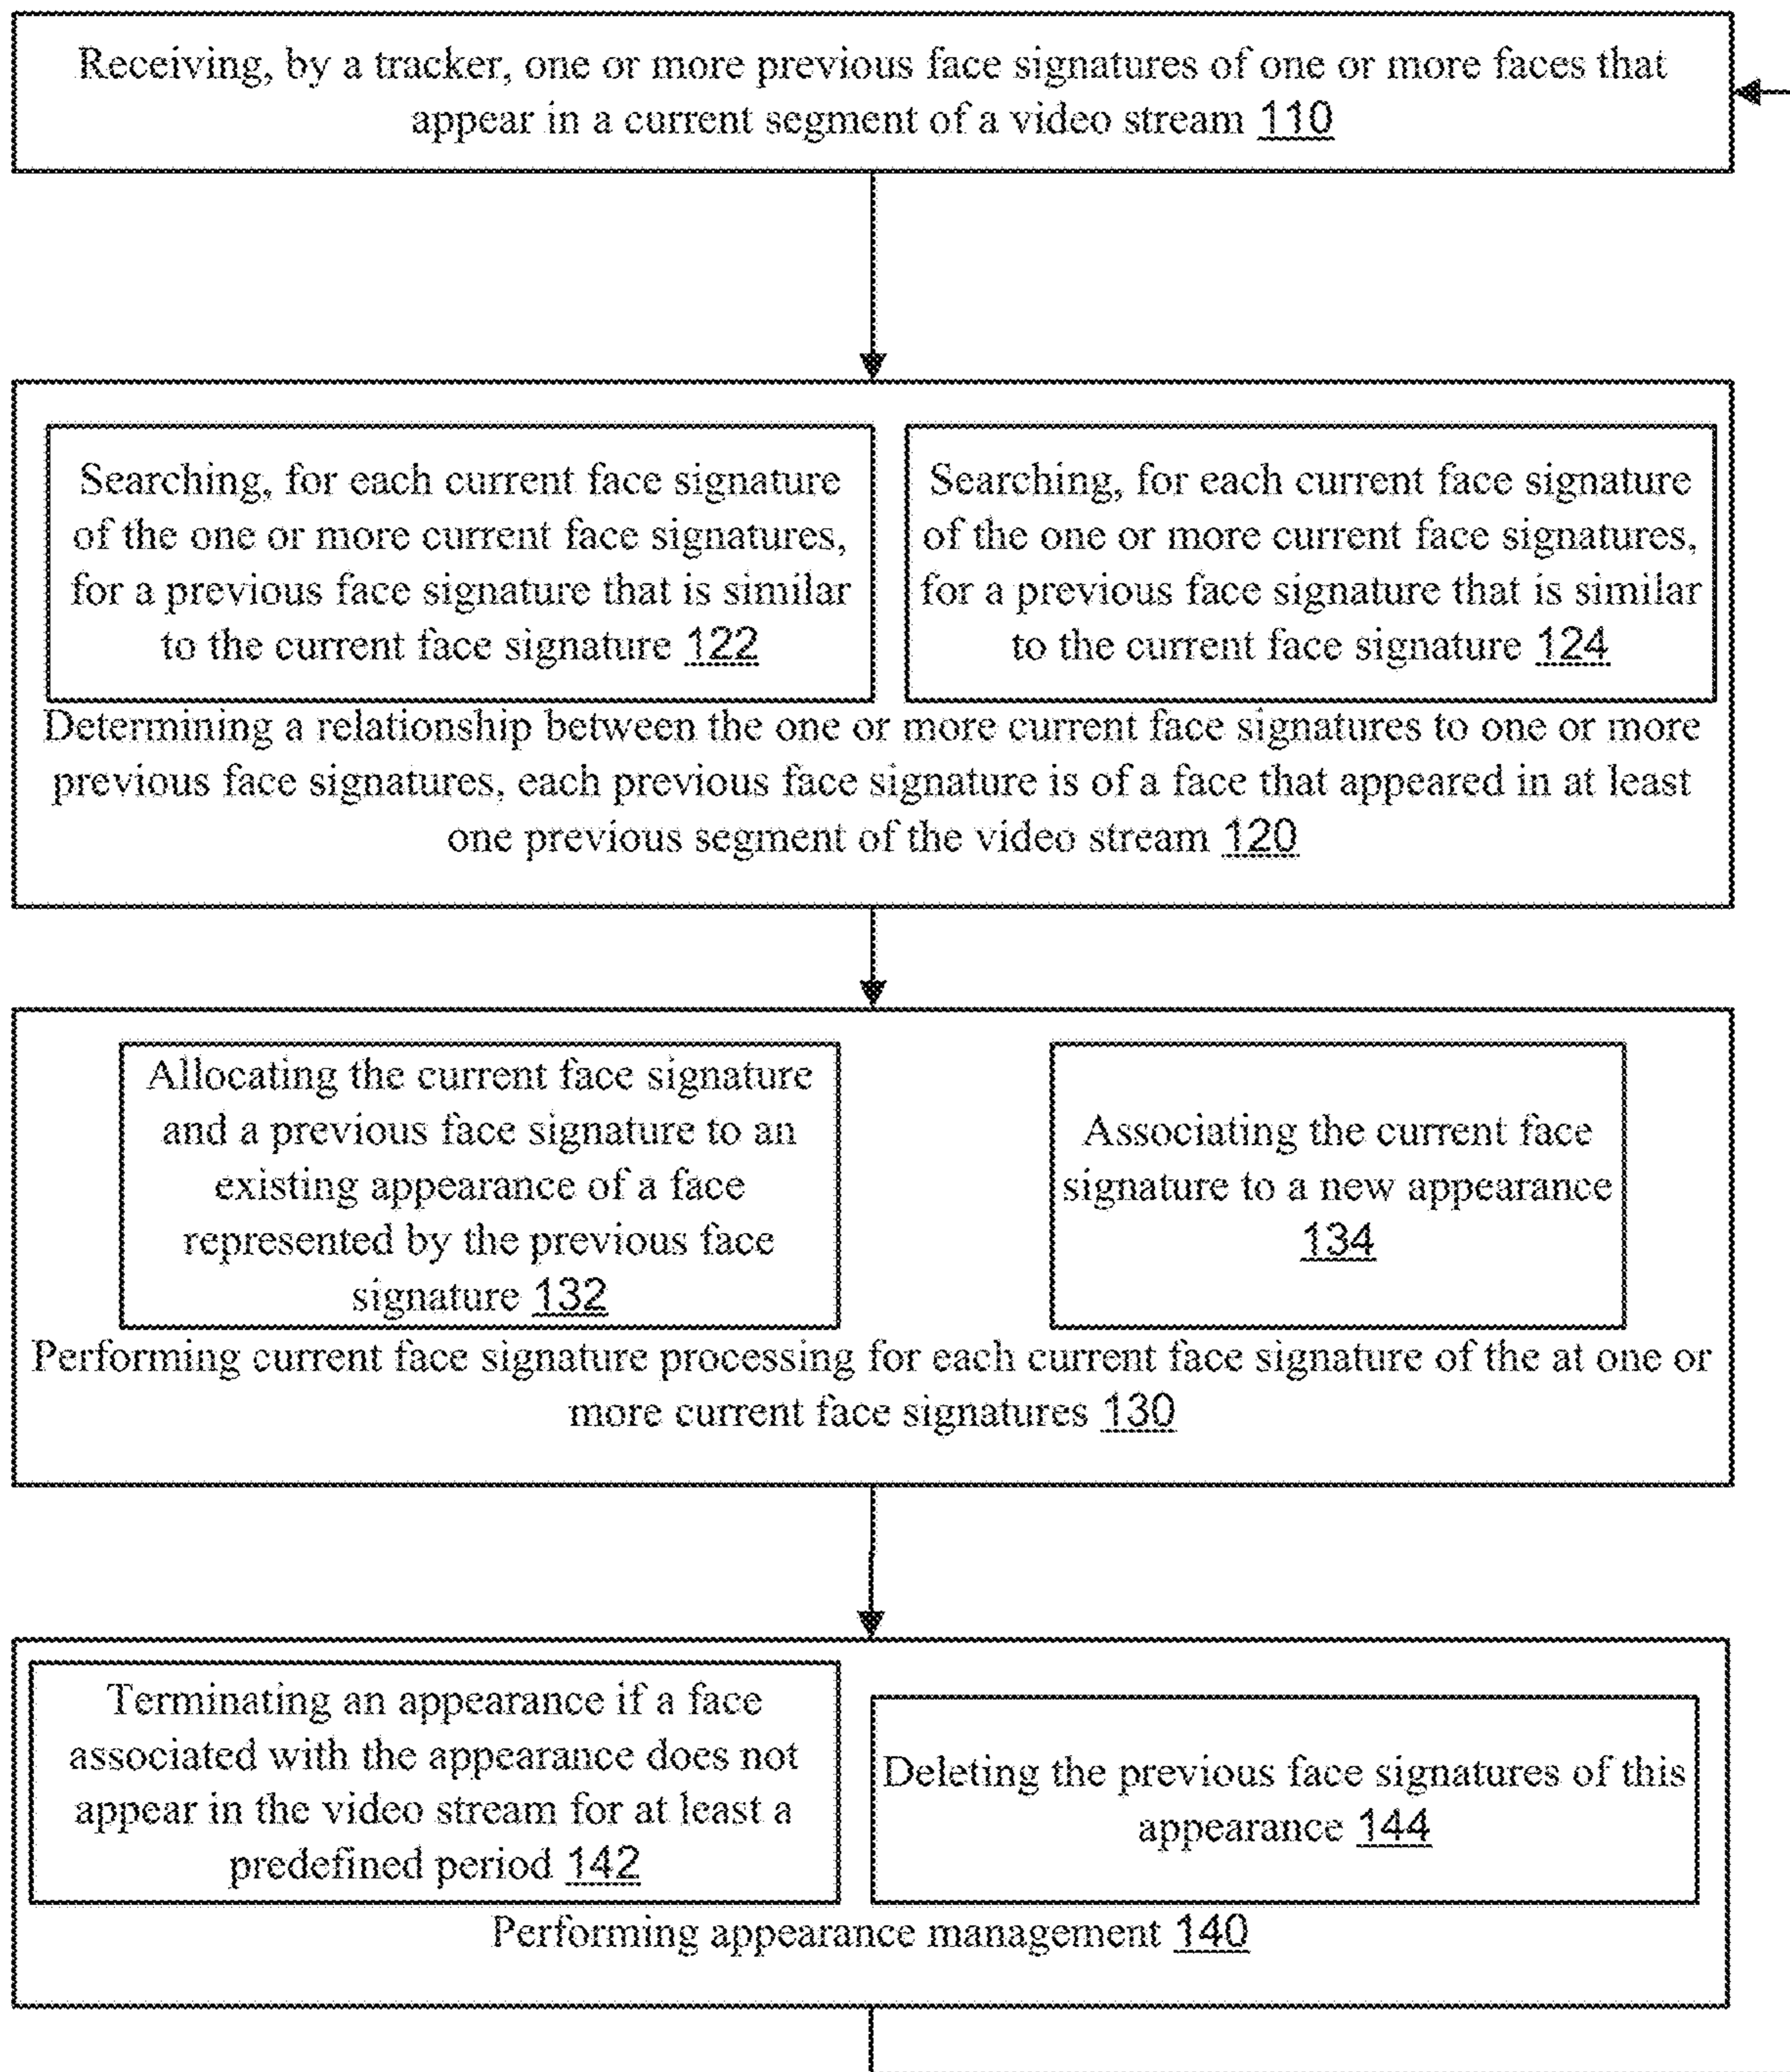 Receiving, by a tracker, one or more previous face signatures of one or more faces that
appear in a current segment of a video stream 110
Searching, for each current face signature
of the one or more current face signatures,
for a previous face signature that is similar
to the current face signature 122
Searching, for each current face signature
of the one or more current face signatures,
for a previous face signature that is similar
to the current face signature 124
Determining a relationship between the one or more current face signatures to one or more
previous face signatures, each previous face signature is of a face that appeared in at least
one previous segment of the video stream 120
Allocating the current face signature
and a previous face signature to an
existing appearance of a face
represented by the previous face
signature 132
Associating the current face
signature to a new appearance
134
Performing current face signature processing for each current face signature of the at one or
more current face signatures 130
Terminating an appearance if a face
associated with the appearance does not
appear in the video stream for at least a
predefined period 142
Deleting the previous face signatures of this
appearance 144
Performing appearance management 140